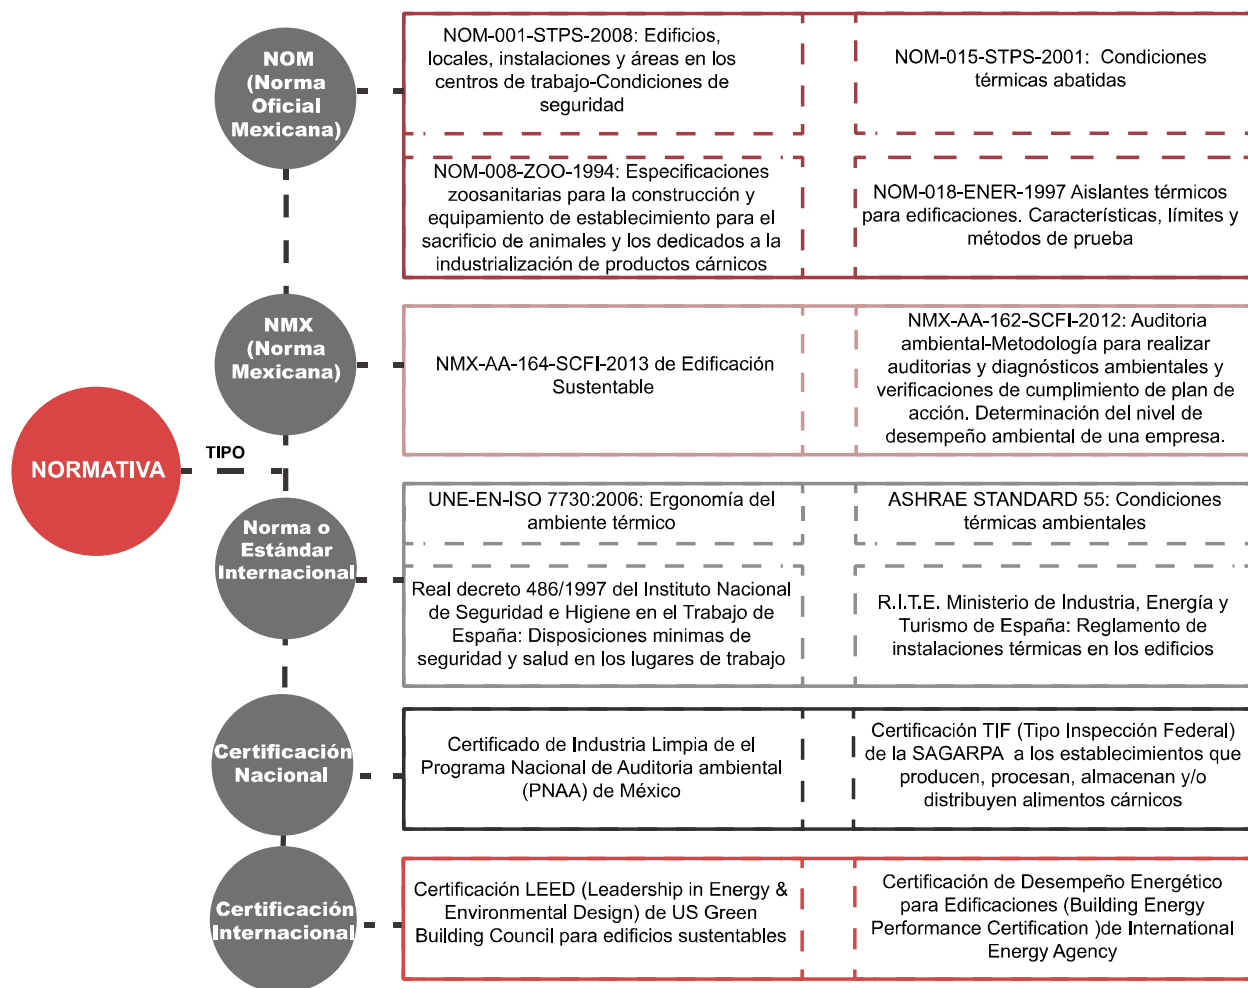 NORMATIVA
TIPO
NOM
(Norma
Oficial
Mexicana)
NOM-001-STPS-2008: Edificios,
locales, instalaciones y áreas en los
centros de trabajo-Condiciones de
seguridad
NOM-015-STPS-2001:  Condiciones
térmicas abatidas
NOM-008-ZOO-1994: Especificaciones
zoosanitarias para la construcción y
equipamiento de establecimiento para el
sacrificio de animales y los dedicados a la
industrialización de productos cárnicos
NOM-018-ENER-1997 Aislantes térmicos
para edificaciones. Características, límites y
métodos de prueba
NMX
(Norma
Mexicana)
NMX-AA-164-SCFI-2013 de Edificación
Sustentable
NMX-AA-162-SCFI-2012: Auditoria
ambiental-Metodología para realizar
auditorias y diagnósticos ambientales y
verificaciones de cumplimiento de plan de
acción. Determinación del nivel de
desempeño ambiental de una empresa.
Norma o
Estándar
Internacional
UNE-EN-ISO 7730:2006: Ergonomía del
ambiente térmico
ASHRAE STANDARD 55: Condiciones
térmicas ambientales
Real decreto 486/1997 del Instituto Nacional
de Seguridad e Higiene en el Trabajo de
España: Disposiciones minimas de
seguridad y salud en los lugares de trabajo
R.I.T.E. Ministerio de Industria, Energía y
Turismo de España: Reglamento de
instalaciones térmicas en los edificios
Certificación
Nacional
Certificado de Industria Limpia de el
Programa Nacional de Auditoria ambiental
(PNAA) de México
Certificación TIF (Tipo Inspección Federal)
de la SAGARPA  a los establecimientos que
producen, procesan, almacenan y/o
distribuyen alimentos cárnicos
Certificación
Internacional
Certificación LEED (Leadership in Energy &
Environmental Design) de US Green
Building Council para edificios sustentables
Certificación de Desempeño Energético
para Edificaciones (Building Energy
Performance Certification )de International
Energy Agency